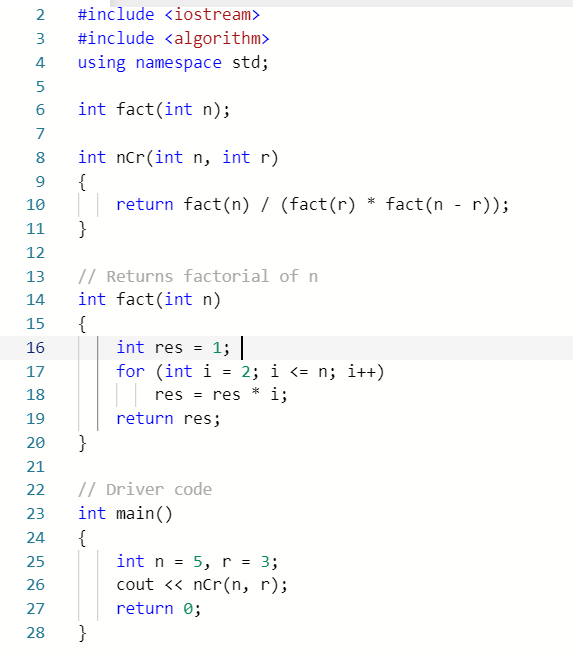 2 #include <iostream>
3 #include <algorithm>
4 using namespace std;
5
6 int fact(int n);
7
8 int nCr(int n, int r)
9 {
10     return fact(n) / (fact(r) * fact(n - r));
11 }
12
13 // Returns factorial of n
14 int fact(int n)
15 {
16     int res = 1;
17     for (int i = 2; i <= n; i++)
18         res = res * i;
19     return res;
20 }
21
22 // Driver code
23 int main()
24 {
25     int n = 5, r = 3;
26     cout << nCr(n, r);
27     return 0;
28 }